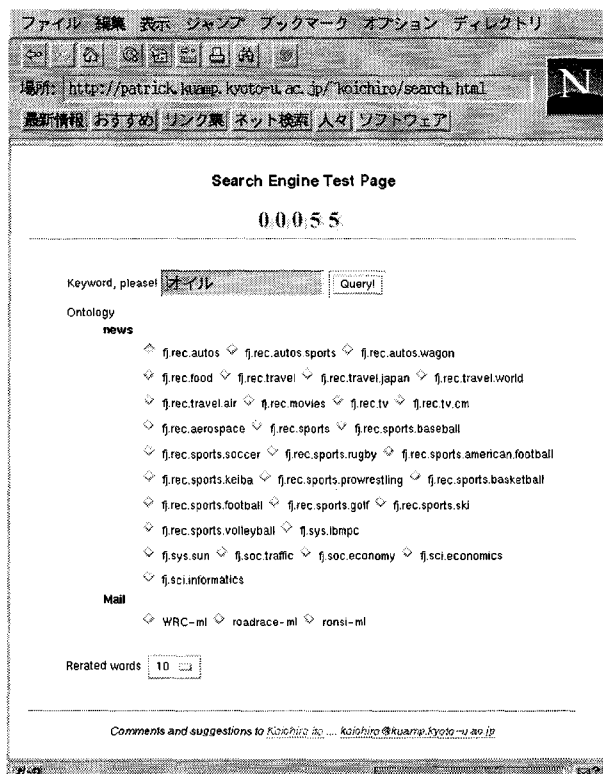 ファイル 編集 表示 ジャンプ ブックマーク オプション ディレクトリ
場所: http://patrick.kuamp.kyoto-u.ac.jp/~koichiro/search.html
N
最新情報 おすすめ リンク集 ネット検索 人々 ソフトウェア
Search Engine Test Page
00055
Keyword, please! オイル Query!
Ontology
news
fj.rec.autos fj.rec.autos.sports fj.rec.autos.wagon
fj.rec.food fj.rec.travel fj.rec.travel.japan fj.rec.travel.world
fj.rec.travel.air fj.rec.movies fj.rec.tv fj.rec.tv.cm
fj.rec.aerospace fj.rec.sports fj.rec.sports.baseball
fj.rec.sports.soccer fj.rec.sports.rugby fj.rec.sports.american.football
fj.rec.sports.keiba fj.rec.sports.prowrestling fj.rec.sports.basketball
fj.rec.sports.football fj.rec.sports.golf fj.rec.sports.ski
fj.rec.sports.volleyball fj.sys.ibmpc
fj.sys.sun fj.soc.traffic fj.soc.economy fj.sci.economics
fj.sci.informatics
Mail
WRC-ml roadrace-ml ronsi-ml
Rerated words 10
Comments and suggestions to Koichiro Ito .... koichiro@kuamp.kyoto-u.ac.jp